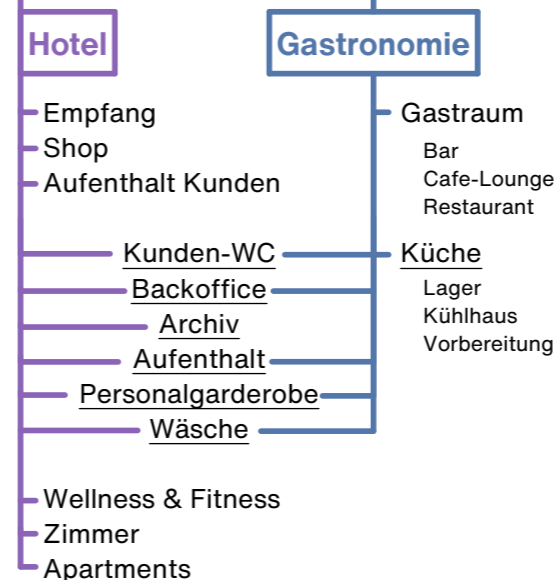 Hotel
Gastronomie
Empfang
Shop
Aufenthalt Kunden
Gastraum
Bar
Cafe-Lounge
Restaurant
Kunden-WC
Backoffice
Archiv
Aufenthalt
Personalgarderobe
Wäsche
Küche
Lager
Kühlhaus
Vorbereitung
Wellness & Fitness
Zimmer
Apartments